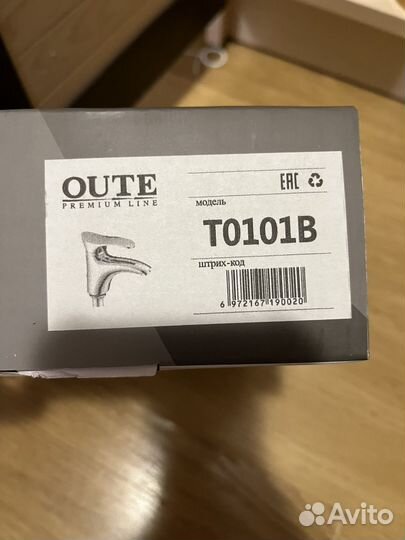 OUTE
PREMIUM LINE
EAC
модель
T0101B
штрих-код
6 972167 190020
Avito